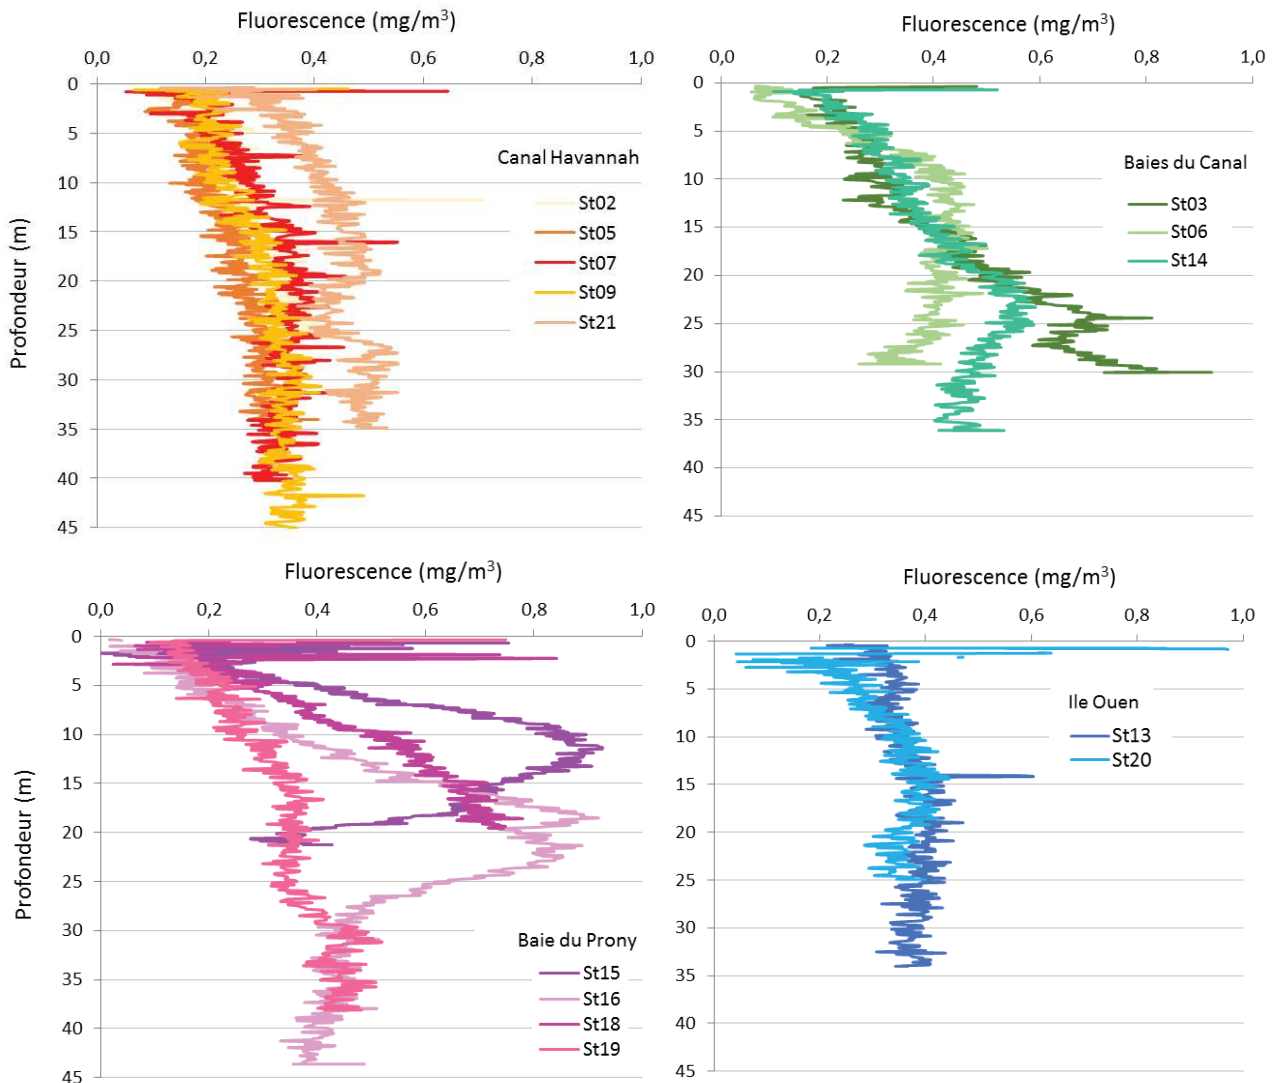 Fluorescence (mg/m³)
0,0 0,2 0,4 0,6 0,8 1,0
0
5
10
15
20
25
30
35
40
45
Profondeur (m)
Canal Havannah
St02
St05
St07
St09
St21
Fluorescence (mg/m³)
0,0 0,2 0,4 0,6 0,8 1,0
0
5
10
15
20
25
30
35
40
45
Baies du Canal
St03
St06
St14
Fluorescence (mg/m³)
0,0 0,2 0,4 0,6 0,8 1,0
0
5
10
15
20
25
30
35
40
45
Profondeur (m)
Baie du Prony
St15
St16
St18
St19
Fluorescence (mg/m³)
0,0 0,2 0,4 0,6 0,8 1,0
0
5
10
15
20
25
30
35
40
45
Ile Ouen
St13
St20